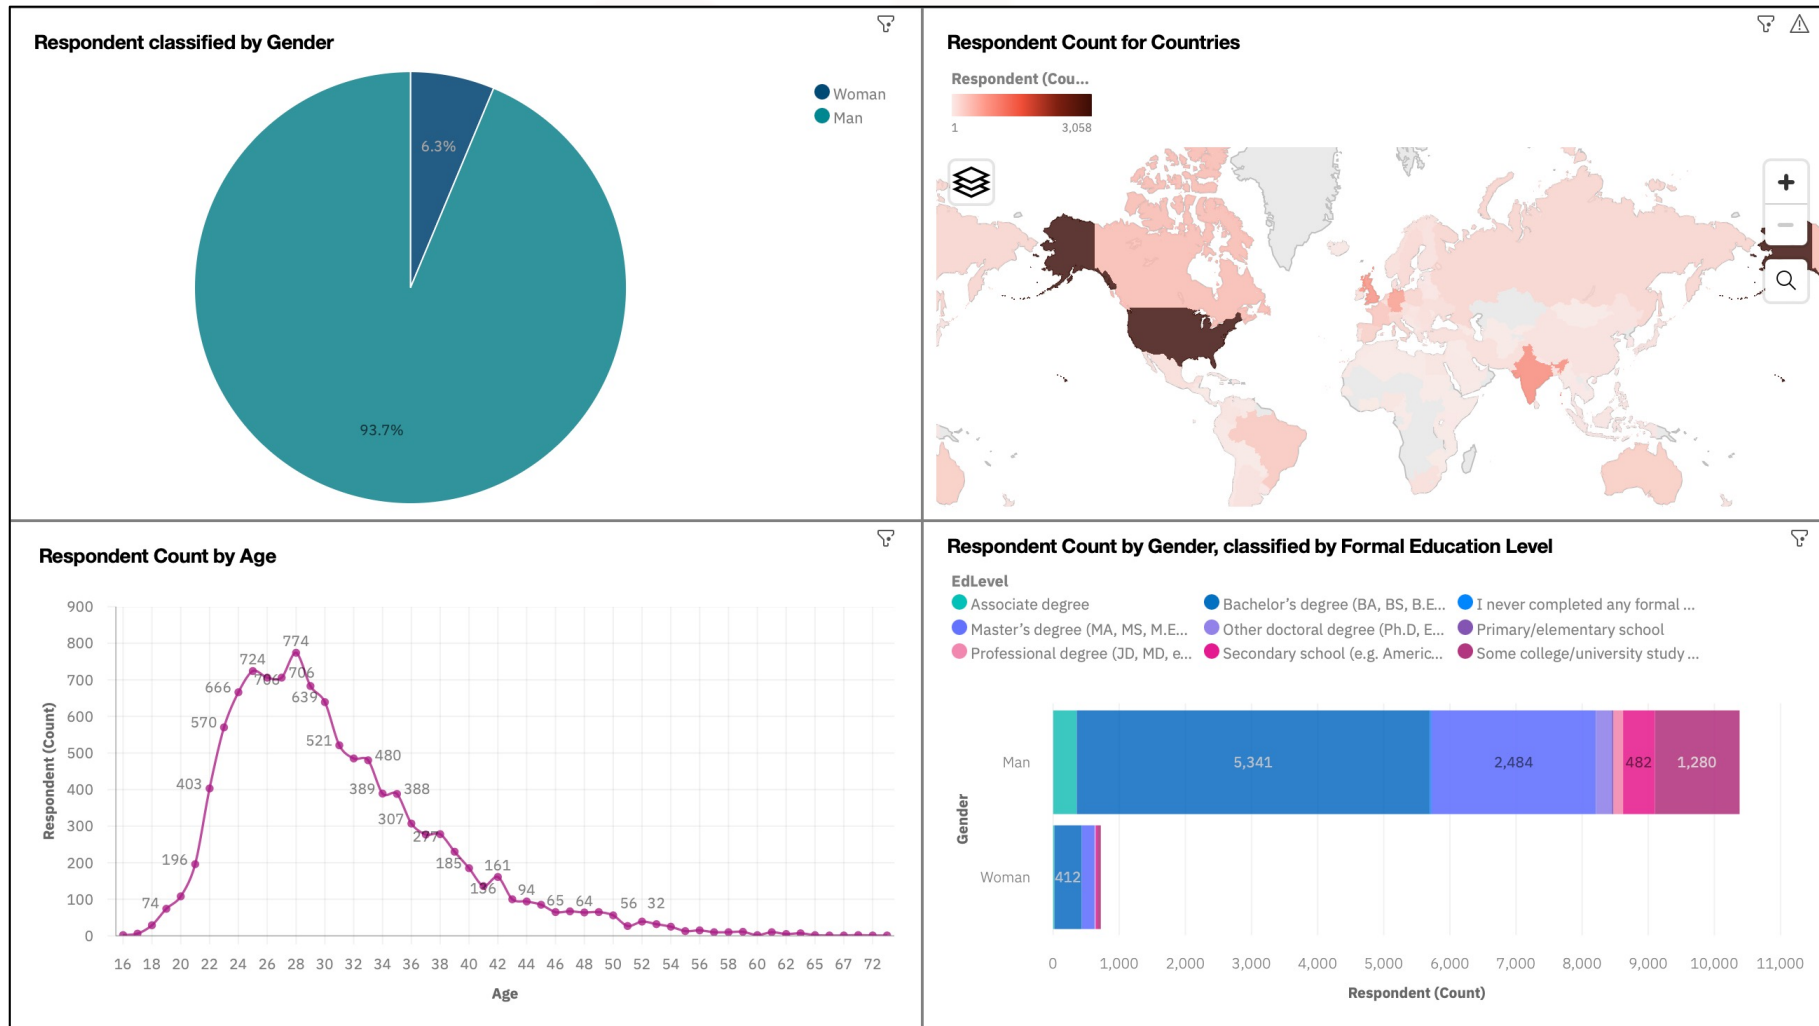 Respondent classified by Gender
Woman
Man
6.3%
93.7%
Respondent Count for Countries
Respondent (Cou...
1 3,058
Respondent Count by Age
Respondent (Count)
900
800
700
600
500
400
300
200
100
0
74
196
403
570
666
724
706
706
774
639
521
480
389
388
307
277
185
136
161
94
65
64
56
32
16 18 20 22 24 26 28 30 32 34 36 38 40 42 44 46 48 50 52 54 56 58 60 62 65 67 72
Age
Respondent Count by Gender, classified by Formal Education Level
EdLevel
Associate degree Bachelor’s degree (BA, BS, B.E... I never completed any formal ...
Master’s degree (MA, MS, M.E... Other doctoral degree (Ph.D, E... Primary/elementary school
Professional degree (JD, MD, e... Secondary school (e.g. Americ... Some college/university study ...
Gender
Man 5,341 2,484 482 1,280
Woman 412
0 1,000 2,000 3,000 4,000 5,000 6,000 7,000 8,000 9,000 10,000 11,000
Respondent (Count)